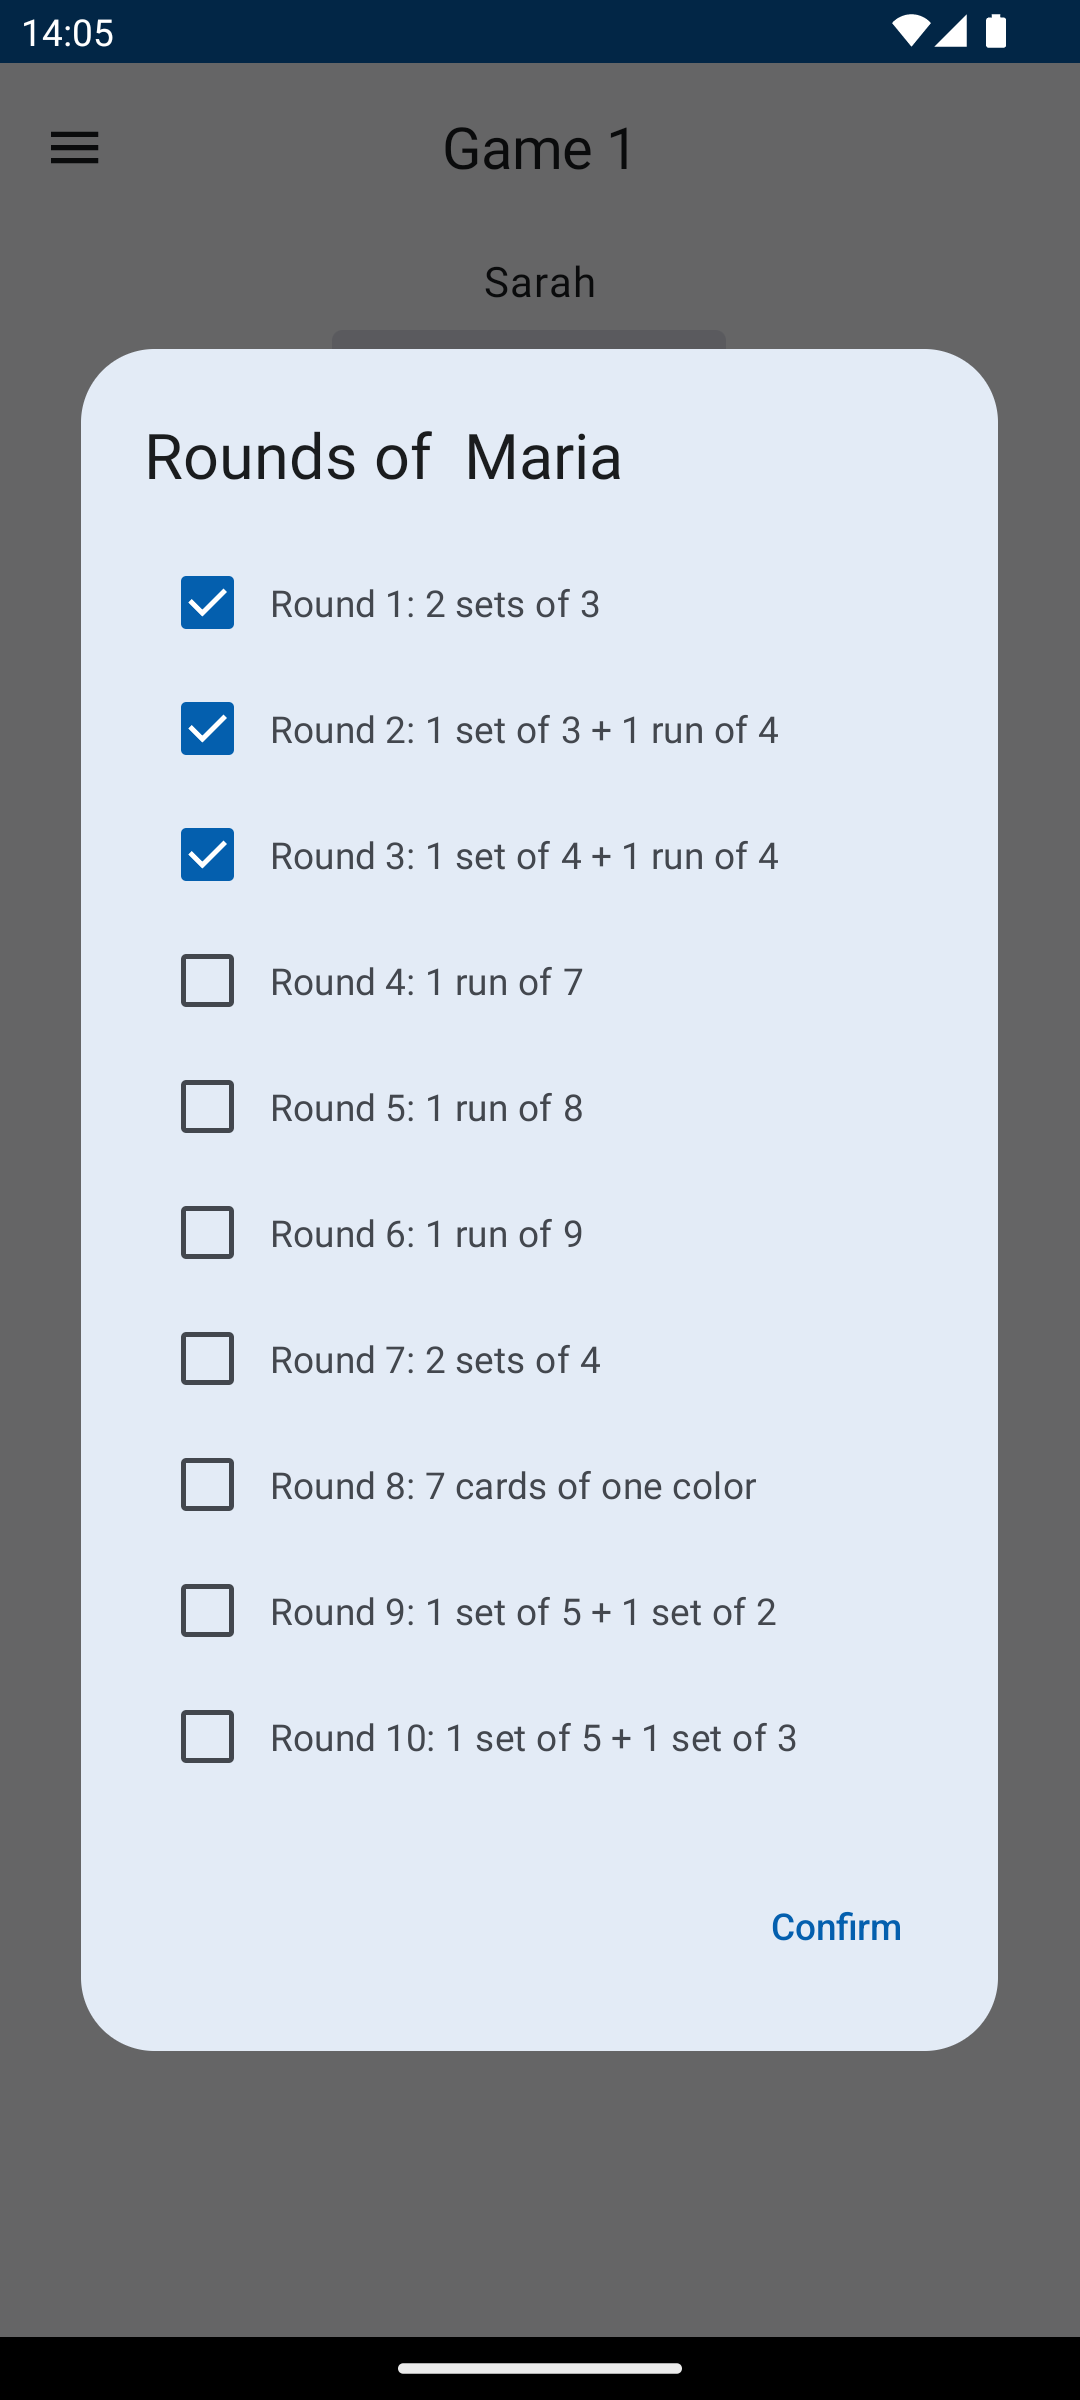 14:05
Game 1
Sarah
Rounds of  Maria
Round 1: 2 sets of 3
Round 2: 1 set of 3 + 1 run of 4
Round 3: 1 set of 4 + 1 run of 4
Round 4: 1 run of 7
Round 5: 1 run of 8
Round 6: 1 run of 9
Round 7: 2 sets of 4
Round 8: 7 cards of one color
Round 9: 1 set of 5 + 1 set of 2
Round 10: 1 set of 5 + 1 set of 3
Confirm